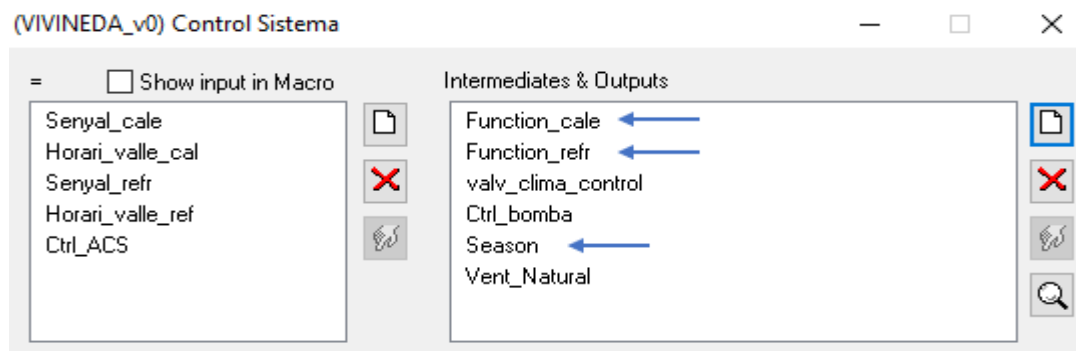 (VIVINEDA_v0) Control Sistema
= Show input in Macro
Senyal_cale
Horari_valle_cal
Senyal_refr
Horari_valle_ref
Ctrl_ACS
Intermediates & Outputs
Function_cale
Function_refr
valv_clima_control
Ctrl_bomba
Season
Vent_Natural